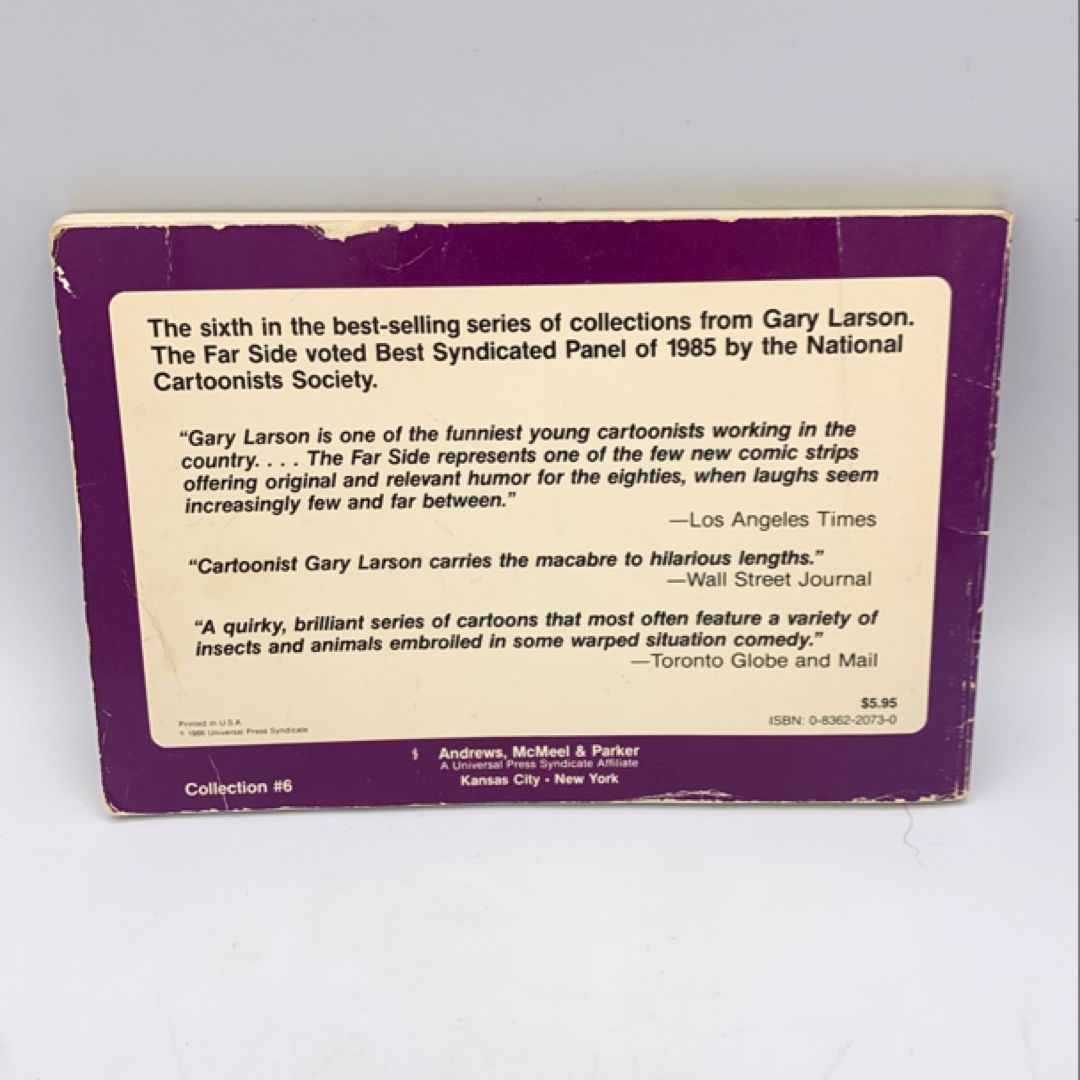 The sixth in the best-selling series of collections from Gary Larson.
The Far Side voted Best Syndicated Panel of 1985 by the National
Cartoonists Society.
“Gary Larson is one of the funniest young cartoonists working in the
country. . . . The Far Side represents one of the few new comic strips
offering original and relevant humor for the eighties, when laughs seem
increasingly few and far between.”
—Los Angeles Times
“Cartoonist Gary Larson carries the macabre to hilarious lengths.”
—Wall Street Journal
“A quirky, brilliant series of cartoons that most often feature a variety of
insects and animals embroiled in some warped situation comedy.”
—Toronto Globe and Mail
$5.95
ISBN: 0-8362-2073-0
Printed in U.S.A.
© 1986 Universal Press Syndicate
Andrews, McMeel & Parker
A Universal Press Syndicate Affiliate
Kansas City • New York
Collection #6